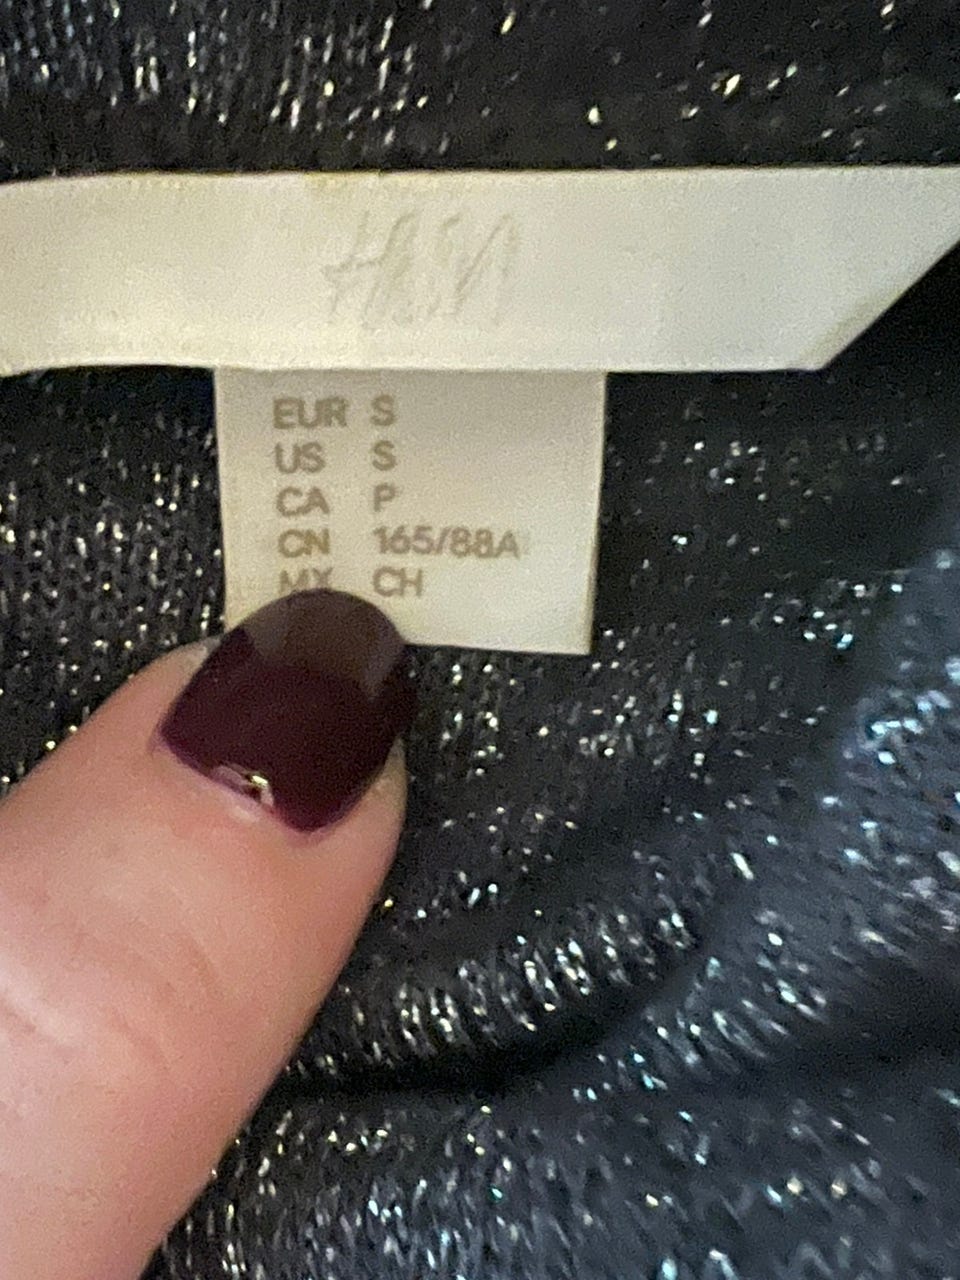 H&M
EUR S
US S
CA P
CN 165/88A
MX CH